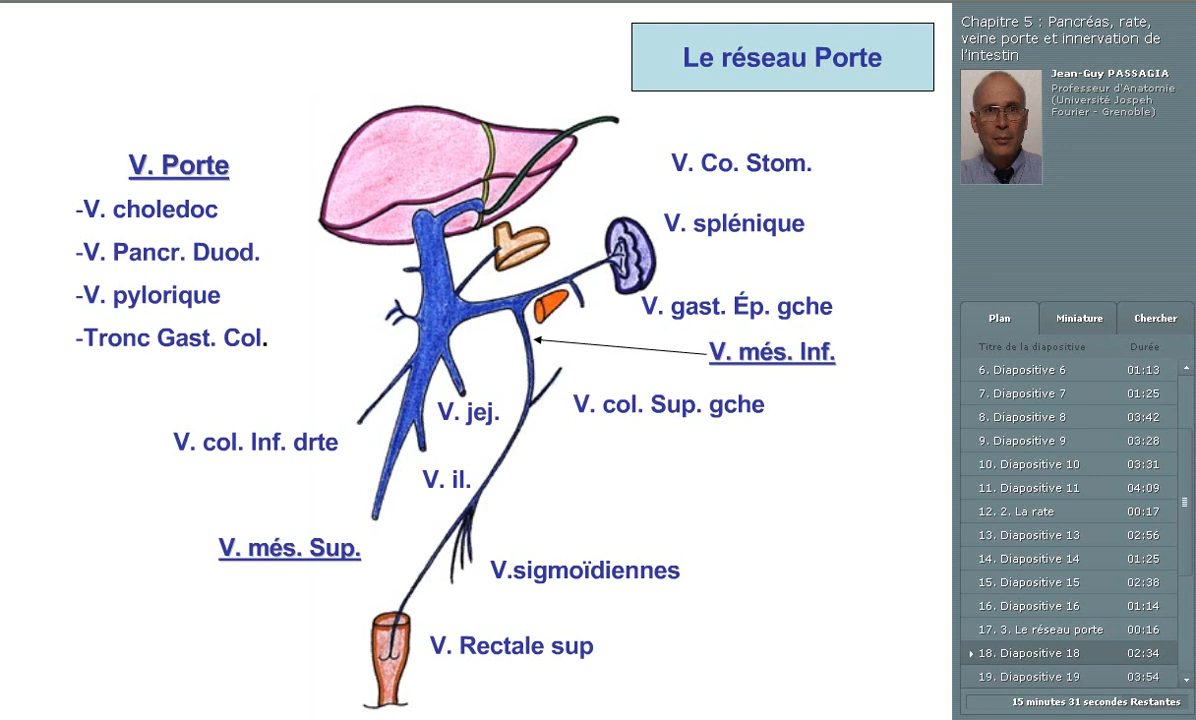 Le réseau Porte
V. Porte
-V. choledoc
-V. Pancr. Duod.
-V. pylorique
-Tronc Gast. Col.
V. Co. Stom.
V. splénique
V. gast. Ép. gche
V. més. Inf.
V. col. Sup. gche
V. jej.
V. col. Inf. drte
V. il.
V. més. Sup.
V.sigmoïdiennes
V. Rectale sup
Chapitre 5 : Pancréas, rate,
veine porte et innervation de
l'intestin
Jean-Guy PASSAGIA
Professeur d'Anatomie
(Université Jospeh
Fourier - Grenoble)
Plan Miniature Chercher
Titre de la diapositive Durée
6. Diapositive 6 01:13
7. Diapositive 7 01:25
8. Diapositive 8 03:42
9. Diapositive 9 03:28
10. Diapositive 10 03:31
11. Diapositive 11 04:09
12. 2. La rate 00:17
13. Diapositive 13 02:56
14. Diapositive 14 01:25
15. Diapositive 15 02:38
16. Diapositive 16 01:14
17. 3. Le réseau porte 00:16
18. Diapositive 18 02:34
19. Diapositive 19 03:54
15 minutes 31 secondes Restantes